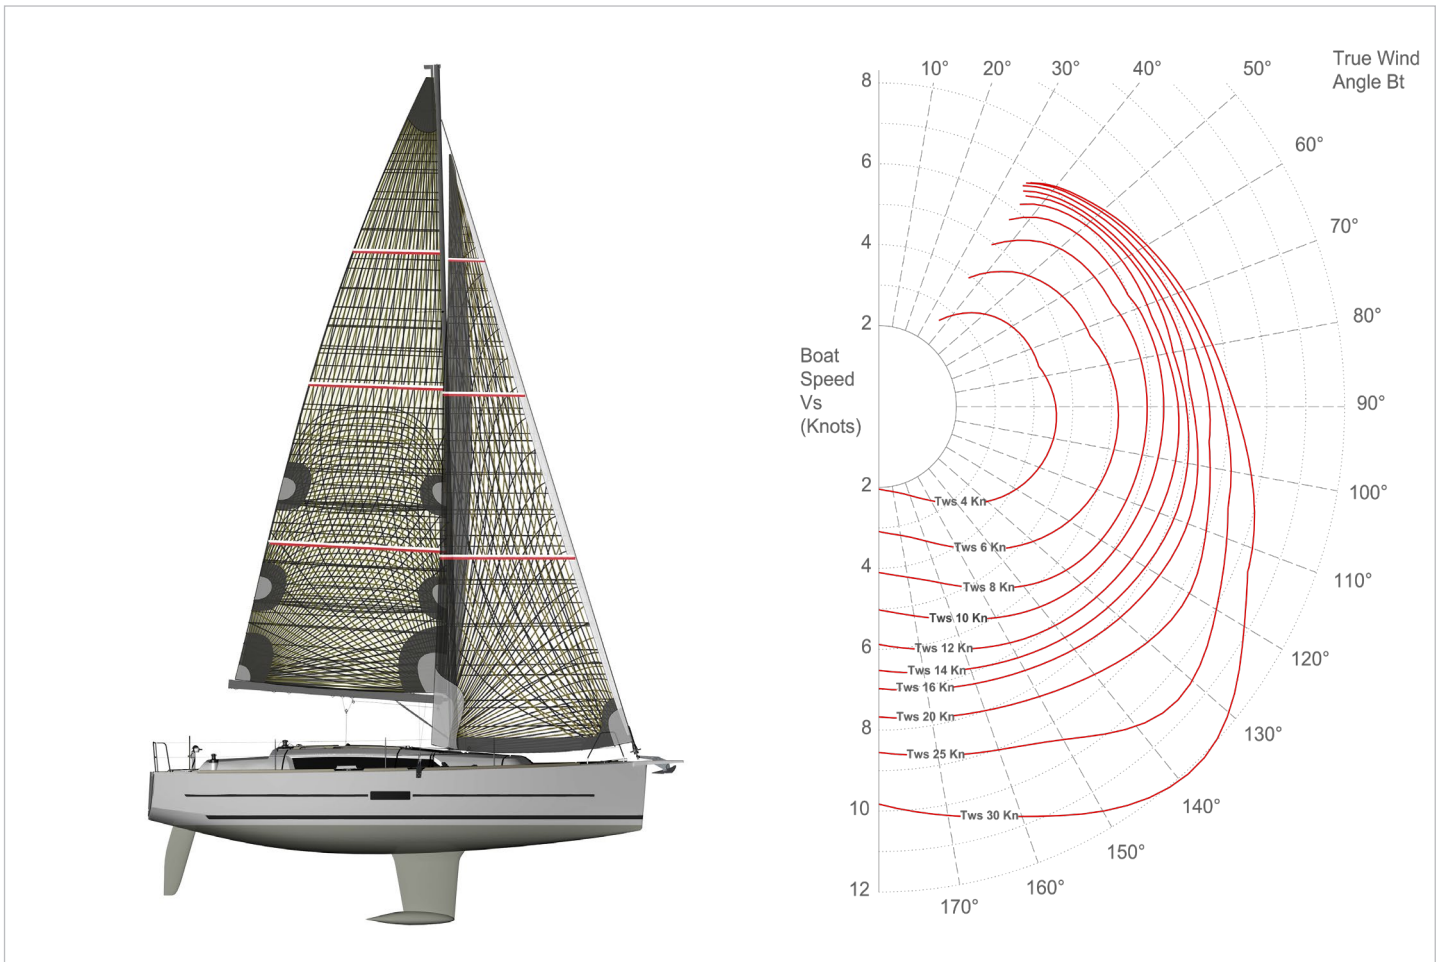 True Wind
Angle Bt
10°
20°
30°
40°
50°
60°
70°
80°
90°
100°
110°
120°
130°
140°
150°
160°
170°
8
6
4
2
Boat
Speed
Vs
(Knots)
2
4
6
8
10
12
Tws 4 Kn
Tws 6 Kn
Tws 8 Kn
Tws 10 Kn
Tws 12 Kn
Tws 14 Kn
Tws 16 Kn
Tws 20 Kn
Tws 25 Kn
Tws 30 Kn